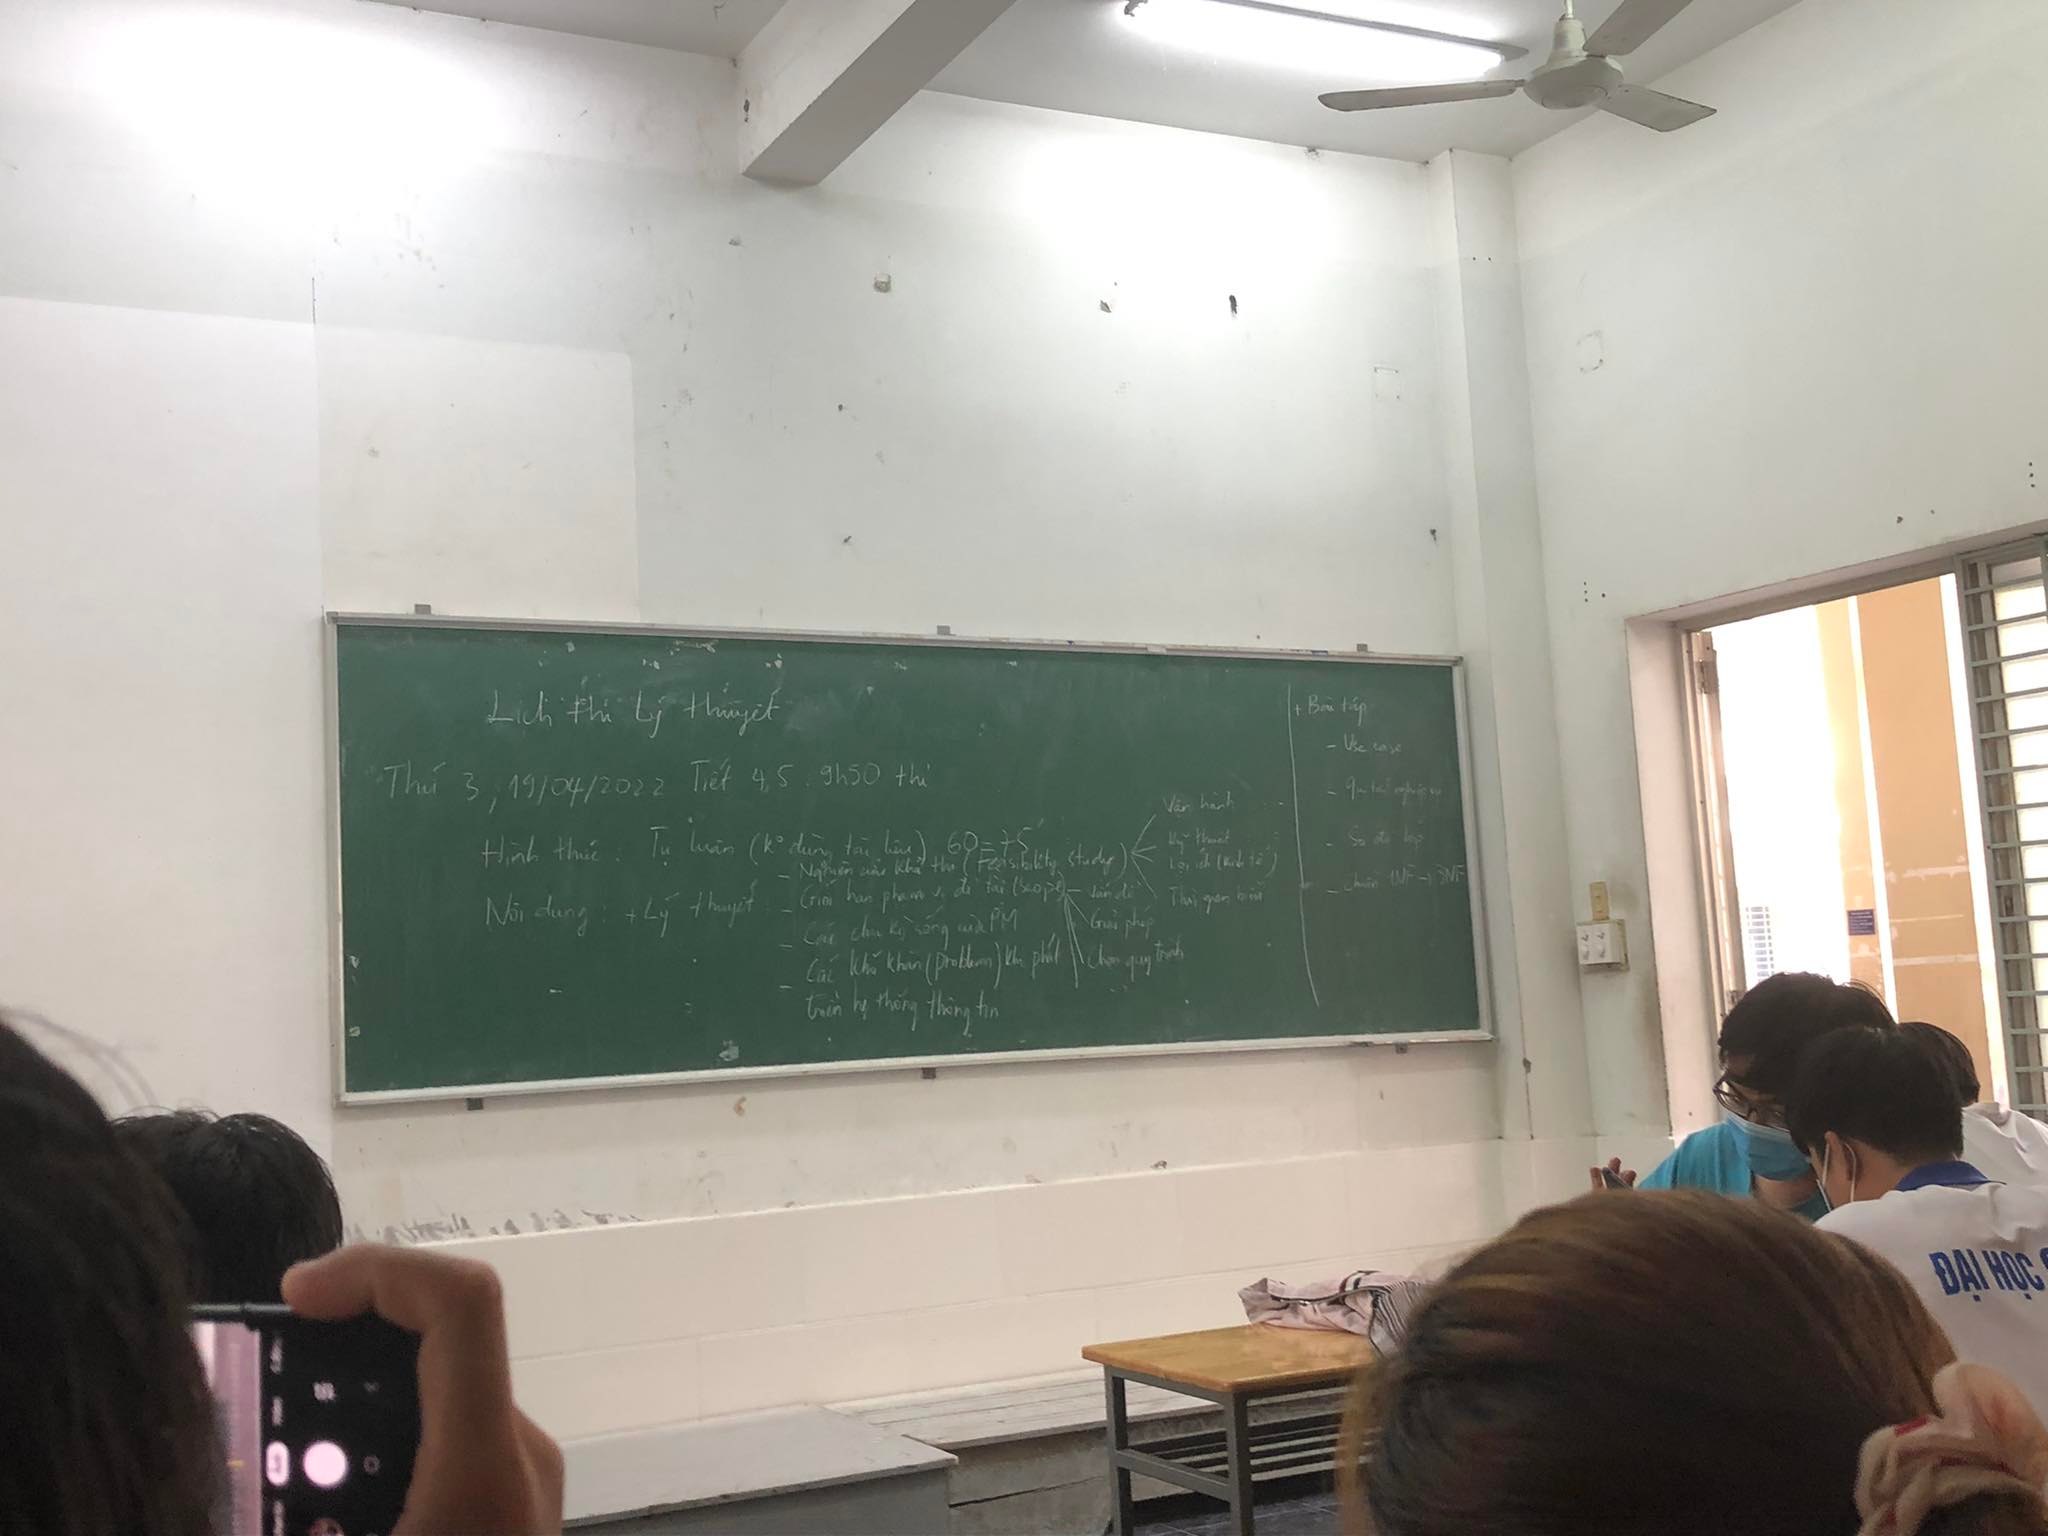 Lịch thi Lý thuyết
Thứ 3, 19/04/2022 Tiết 4,5 . 9h50 thi
Hình thức : Tự luận (k° dùng tài liệu) 60 - 75'
Nội dung : + Lý thuyết :
- Nghiên cứu khả thi (Feasibility study)
Vận hành
Kỹ thuật
Lợi ích (kinh tế)
Thời gian biểu
- Giới hạn phạm vi đề tài (scope)
- Vấn đề
Giải pháp
Chọn quy trình
- Các chu kỳ sống của PM
- Các khó khăn (problem) khi phát
triển hệ thống thông tin
+ Bài tập
- Use case
- Qui tắc nghiệp vụ
- Sơ đồ lớp
- chuẩn 1NF → 3NF
ĐẠI HỌC